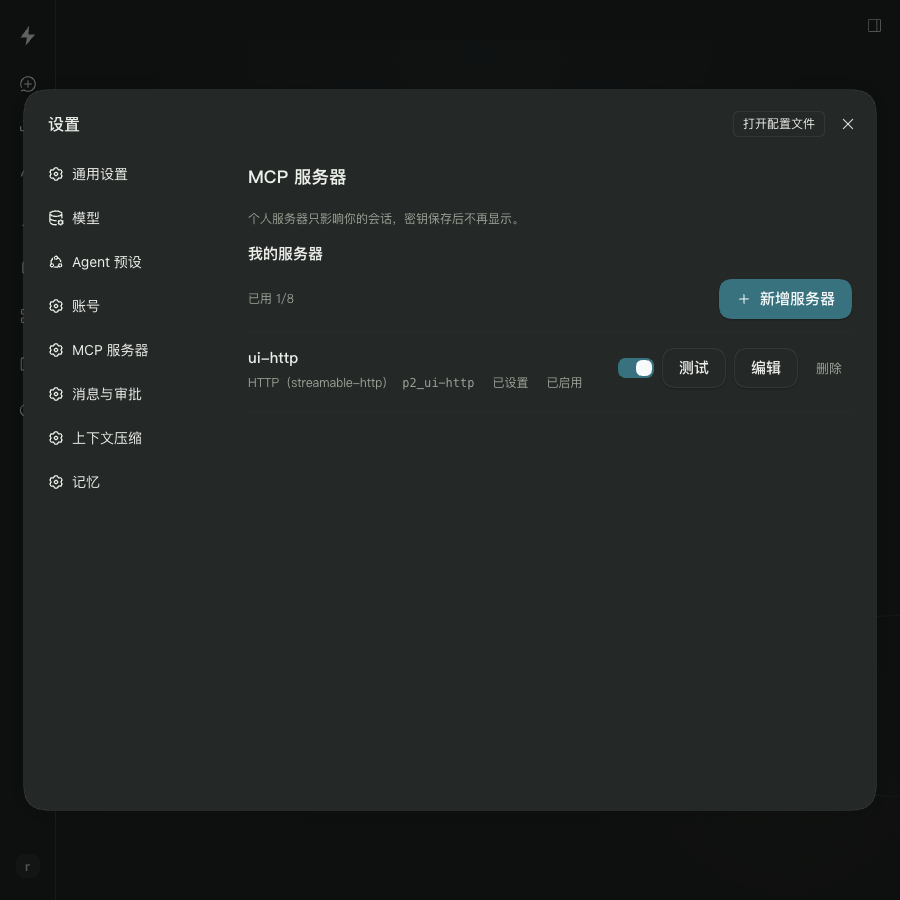 设置
打开配置文件
通用设置
模型
Agent 预设
账号
MCP 服务器
消息与审批
上下文压缩
记忆
MCP 服务器
个人服务器只影响你的会话，密钥保存后不再显示。
我的服务器
已用 1/8
新增服务器
ui-http
HTTP（streamable-http） p2_ui-http 已设置 已启用
测试
编辑
删除
r